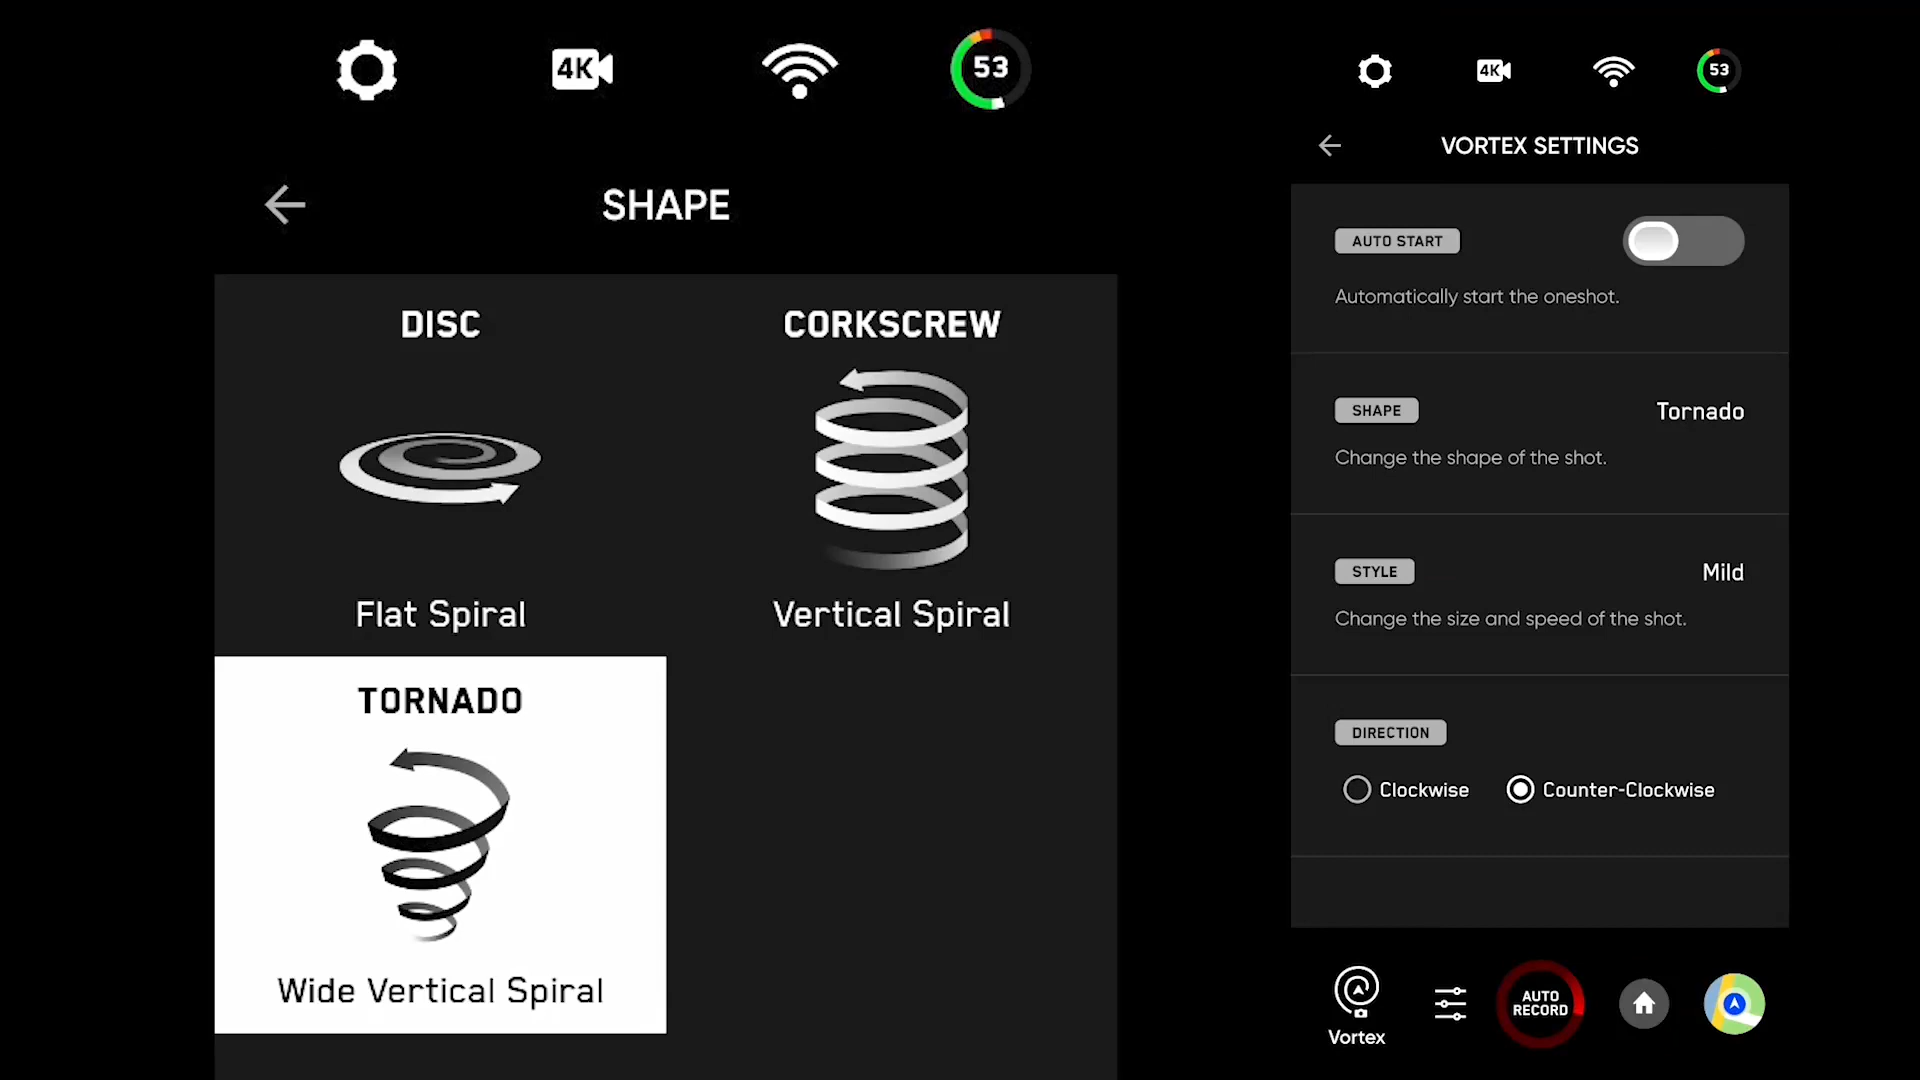 4K
53
SHAPE
DISC
CORKSCREW
Flat Spiral
Vertical Spiral
TORNADO
Wide Vertical Spiral
4K
53
VORTEX SETTINGS
AUTO START
Automatically start the oneshot.
SHAPE
Tornado
Change the shape of the shot.
STYLE
Mild
Change the size and speed of the shot.
DIRECTION
Clockwise
Counter-Clockwise
Vortex
AUTO
RECORD